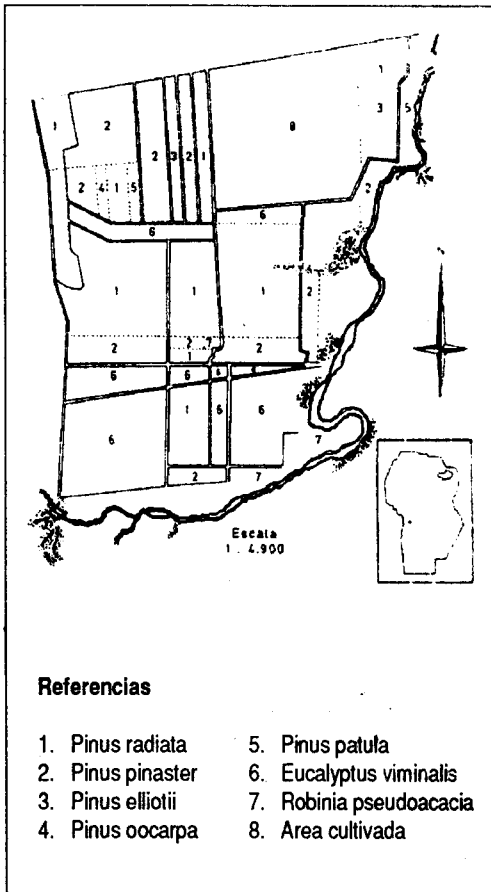 1
2
8
3
5
1
2 3 2 1
2 4 1 5
2
6
6
1 1 1 2
2 2 7 2
1
6 6
1 6 6
6
7
2 7
Escala
1 : 4.900
Referencias
1. Pinus radiata
2. Pinus pinaster
3. Pinus elliotii
4. Pinus oocarpa
5. Pinus patula
6. Eucalyptus viminalis
7. Robinia pseudoacacia
8. Area cultivada